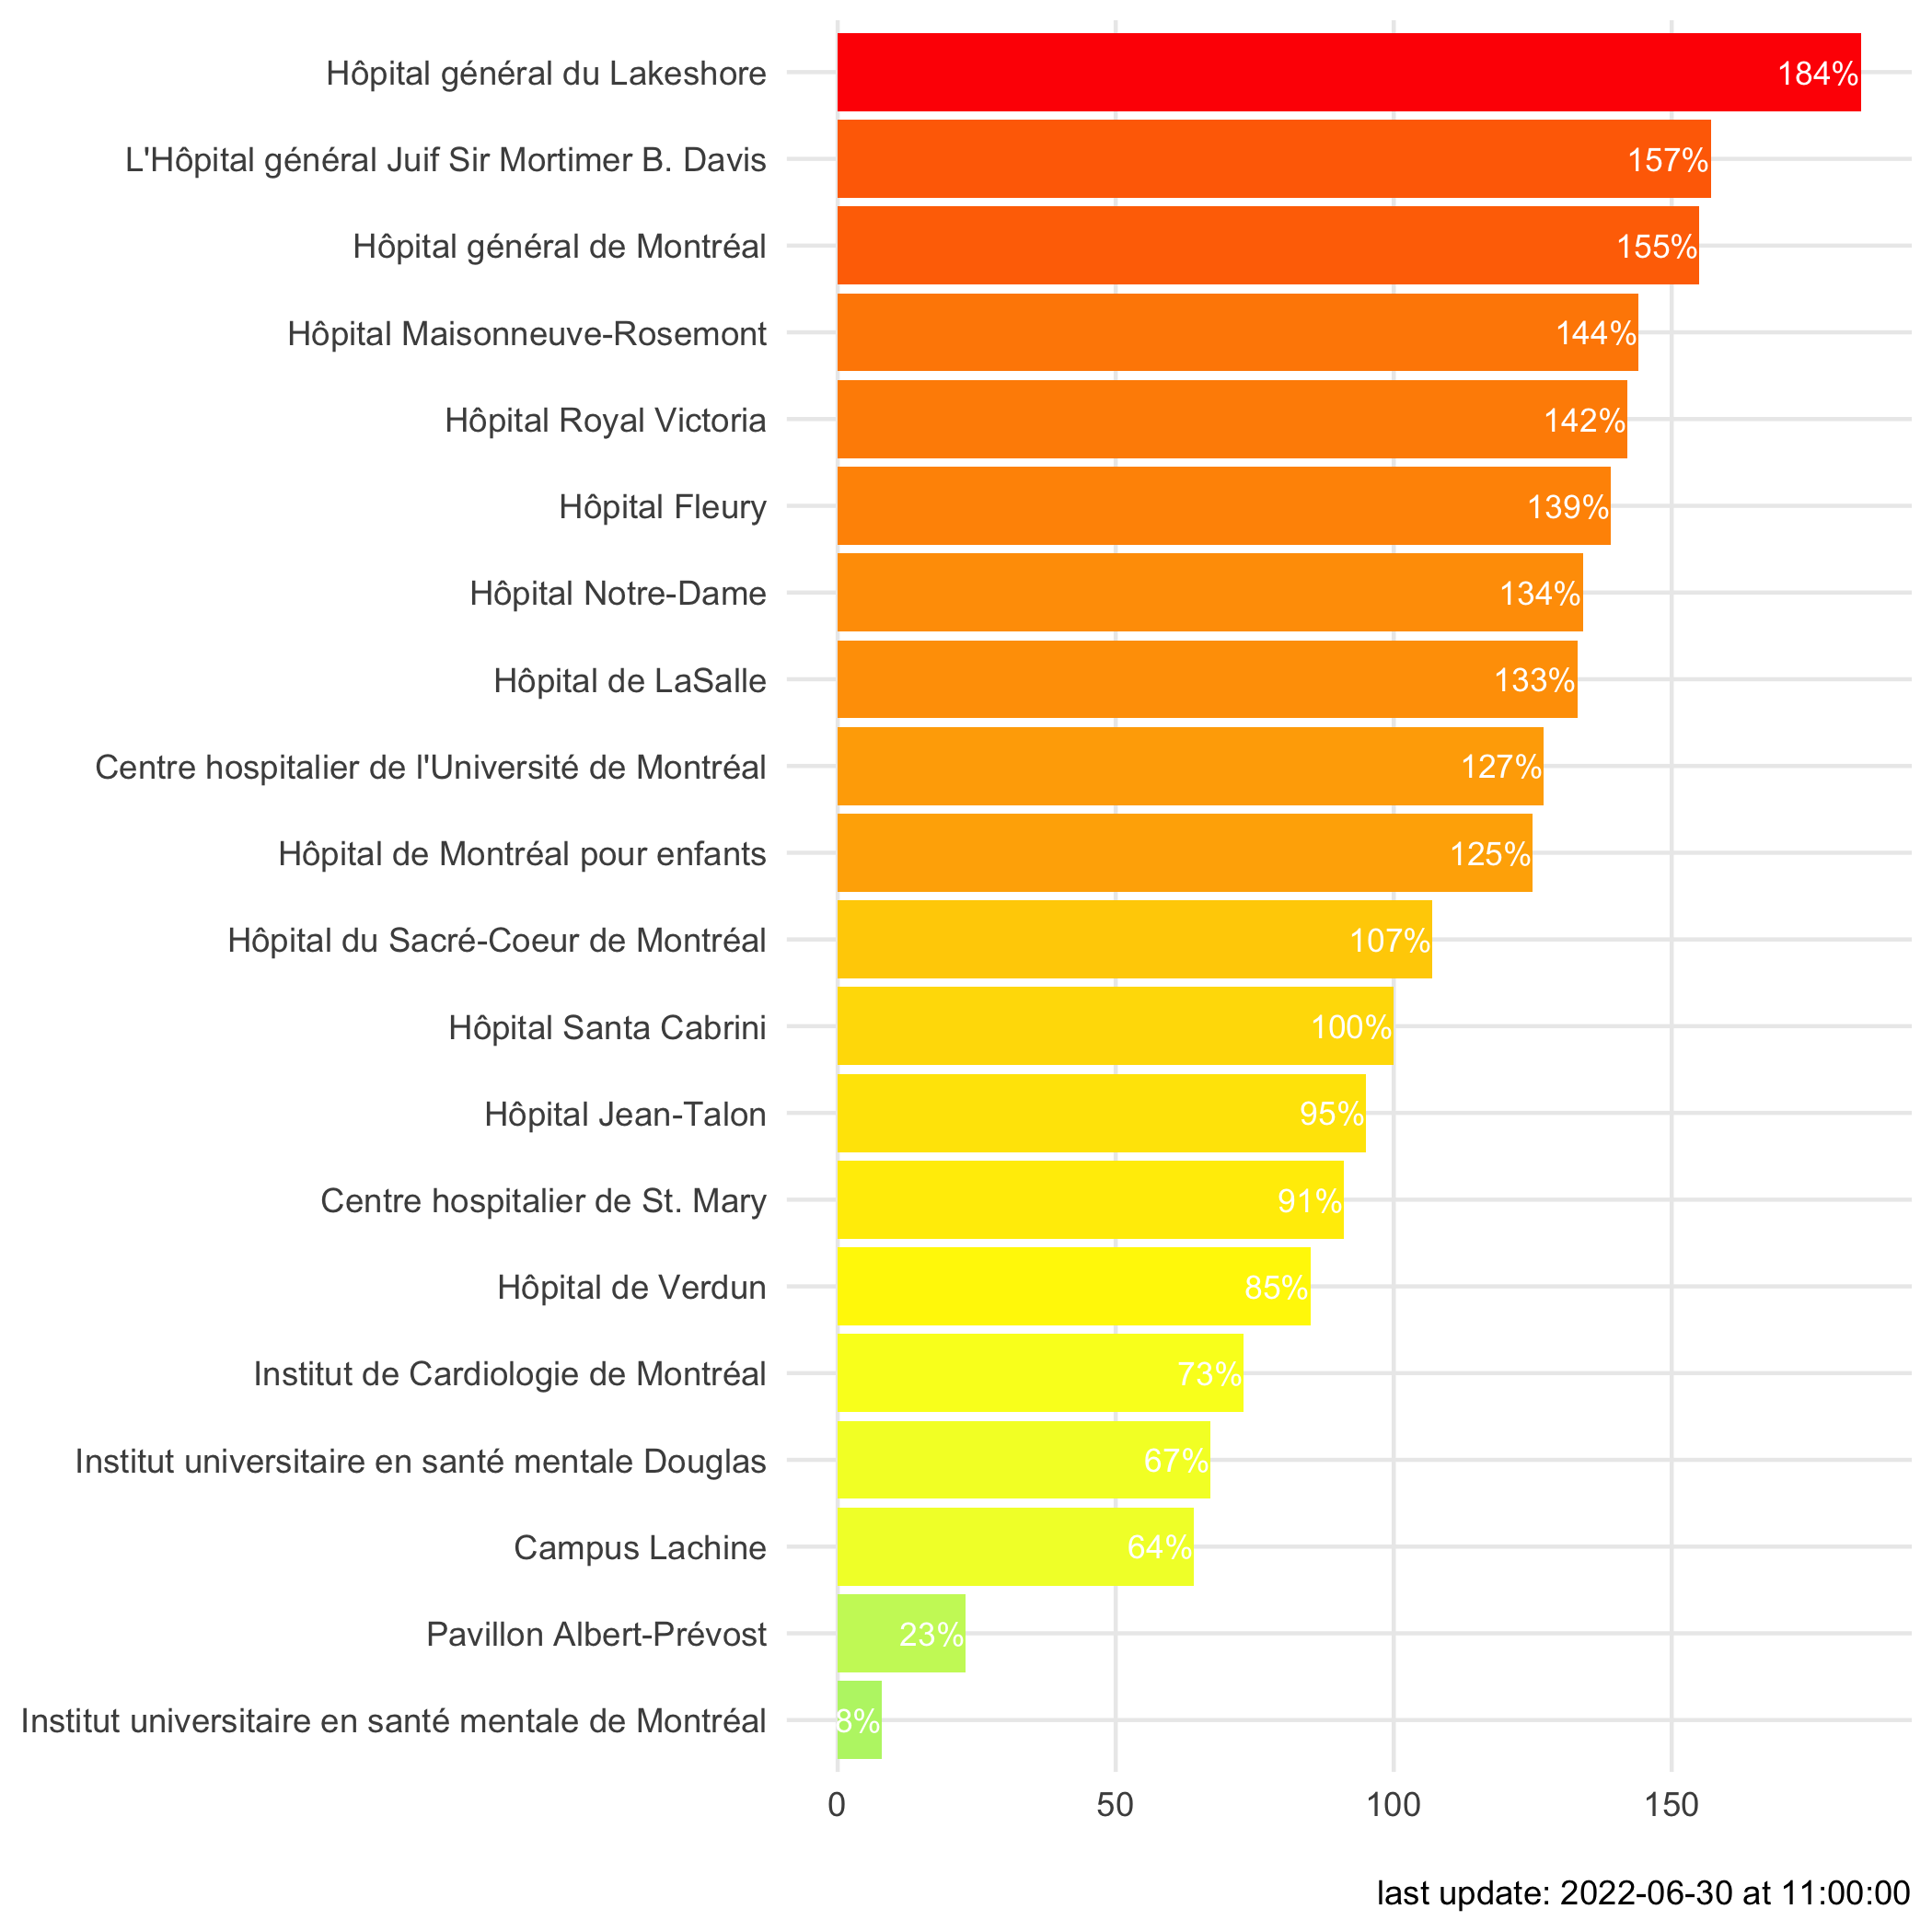 Hôpital général du Lakeshore 184%
L'Hôpital général Juif Sir Mortimer B. Davis 157%
Hôpital général de Montréal 155%
Hôpital Maisonneuve-Rosemont 144%
Hôpital Royal Victoria 142%
Hôpital Fleury 139%
Hôpital Notre-Dame 134%
Hôpital de LaSalle 133%
Centre hospitalier de l'Université de Montréal 127%
Hôpital de Montréal pour enfants 125%
Hôpital du Sacré-Coeur de Montréal 107%
Hôpital Santa Cabrini 100%
Hôpital Jean-Talon 95%
Centre hospitalier de St. Mary 91%
Hôpital de Verdun 85%
Institut de Cardiologie de Montréal 73%
Institut universitaire en santé mentale Douglas 67%
Campus Lachine 64%
Pavillon Albert-Prévost 23%
Institut universitaire en santé mentale de Montréal 8%
0 50 100 150
last update: 2022-06-30 at 11:00:00